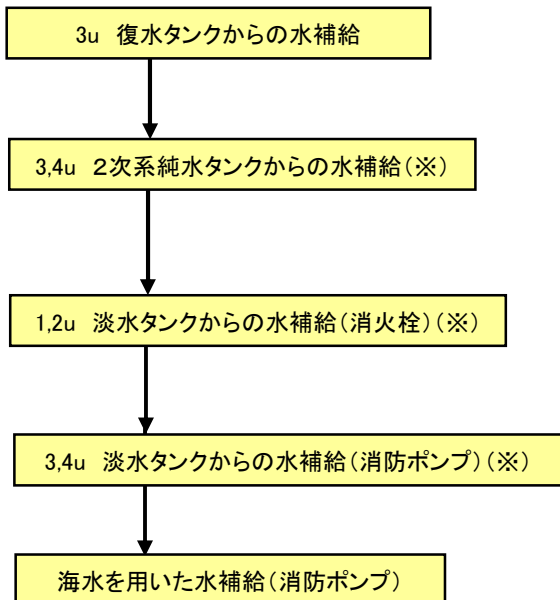 3u 復水タンクからの水補給
3,4u 2次系純水タンクからの水補給(※)
1,2u 淡水タンクからの水補給(消火栓)(※)
3,4u 淡水タンクからの水補給(消防ポンプ)(※)
海水を用いた水補給(消防ポンプ)